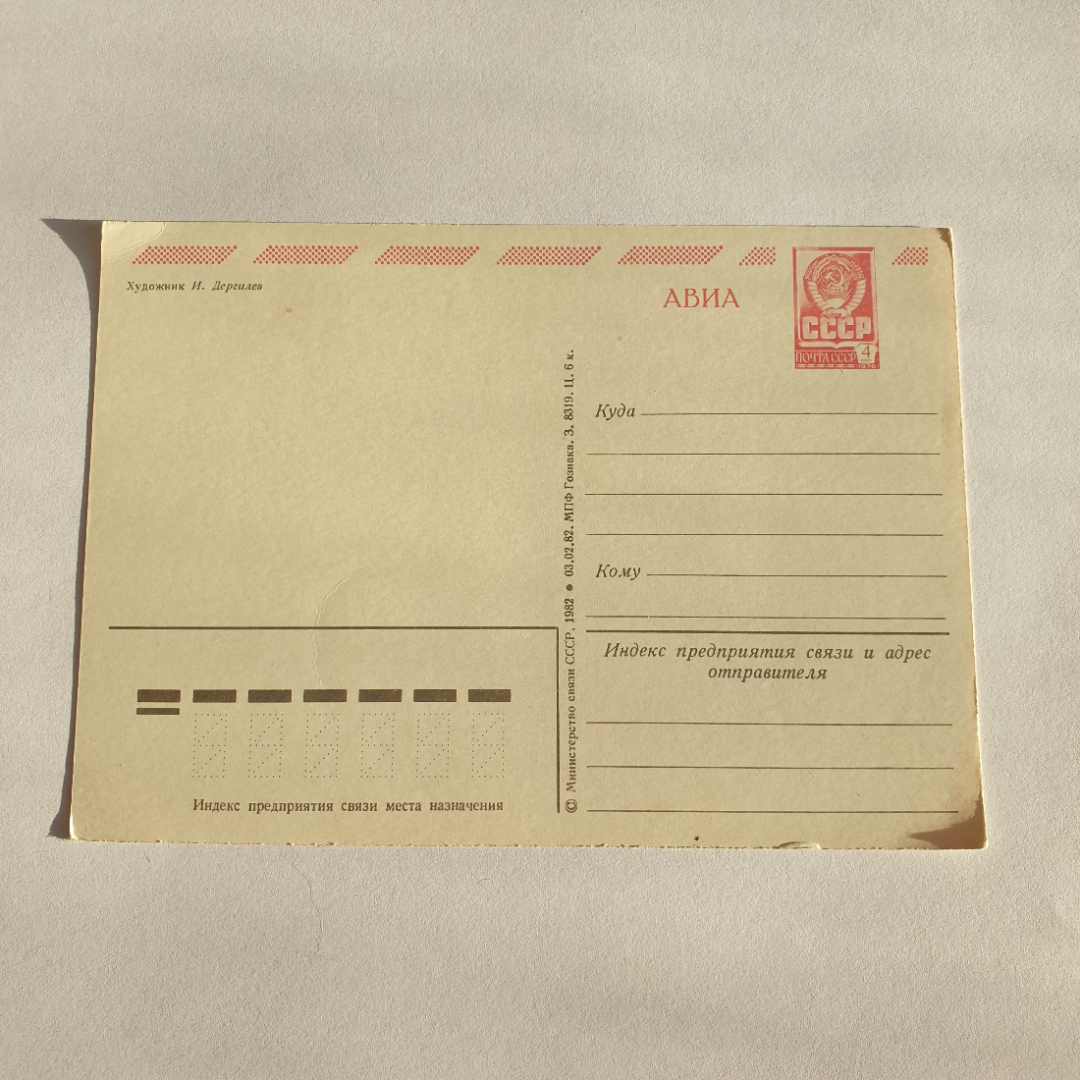 Художник И. Дергилев
АВИА
СССР
ПОЧТА СССР
4
КОП
Куда
Кому
Индекс предприятия связи и адрес
отправителя
© Министерство связи СССР, 1982 ● 03.02.82. МПФ Гознака. З. 8319. Ц. 6 к.
Индекс предприятия связи места назначения